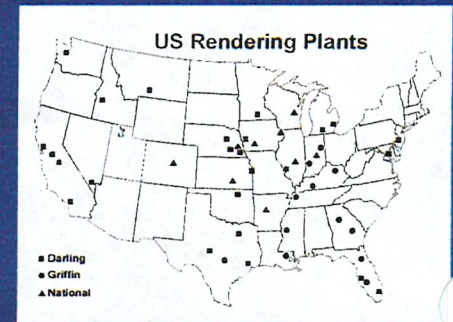 US Rendering Plants
Darling
Griffin
National